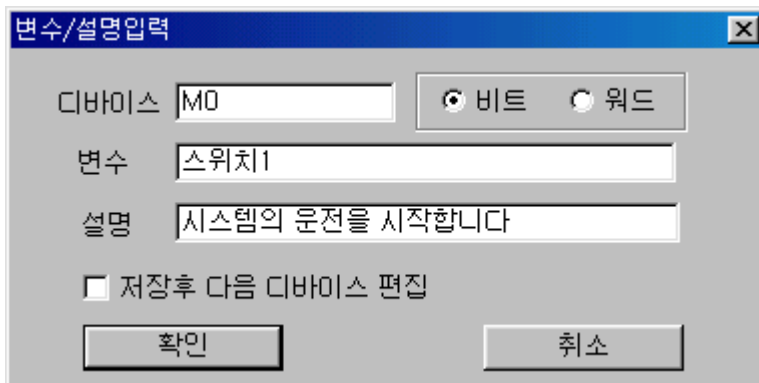 변수/설명입력
디바이스 M0 비트 워드
변수 스위치1
설명 시스템의 운전을 시작합니다
저장후 다음 디바이스 편집
확인 취소